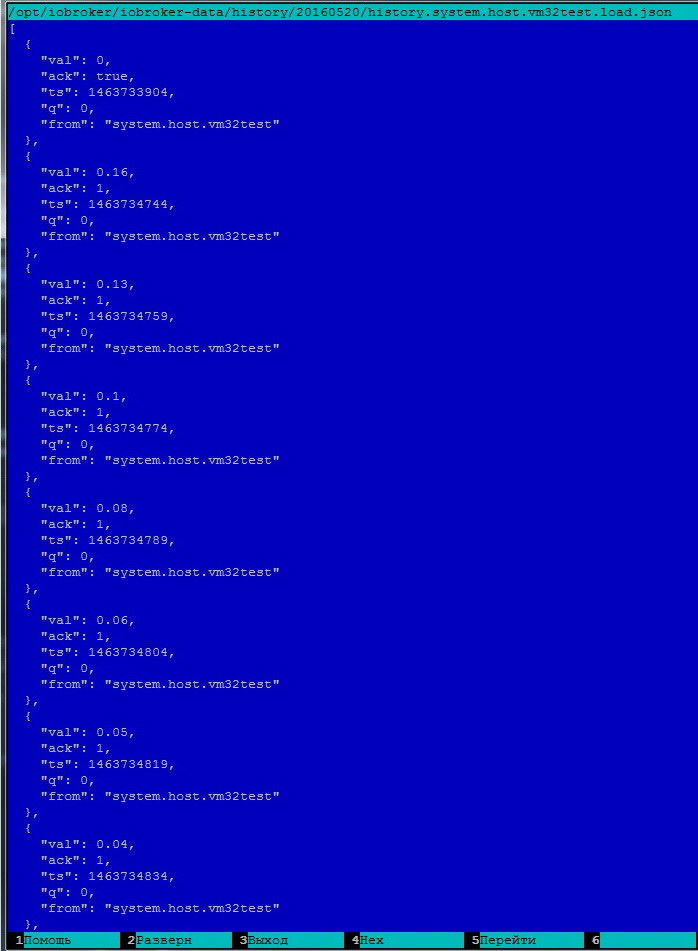 /opt/iobroker/iobroker-data/history/20160520/history.system.host.vm32test.load.json
[
  {
    "val": 0,
    "ack": true,
    "ts": 1463733904,
    "q": 0,
    "from": "system.host.vm32test"
  },
  {
    "val": 0.16,
    "ack": 1,
    "ts": 1463734744,
    "q": 0,
    "from": "system.host.vm32test"
  },
  {
    "val": 0.13,
    "ack": 1,
    "ts": 1463734759,
    "q": 0,
    "from": "system.host.vm32test"
  },
  {
    "val": 0.1,
    "ack": 1,
    "ts": 1463734774,
    "q": 0,
    "from": "system.host.vm32test"
  },
  {
    "val": 0.08,
    "ack": 1,
    "ts": 1463734789,
    "q": 0,
    "from": "system.host.vm32test"
  },
  {
    "val": 0.06,
    "ack": 1,
    "ts": 1463734804,
    "q": 0,
    "from": "system.host.vm32test"
  },
  {
    "val": 0.05,
    "ack": 1,
    "ts": 1463734819,
    "q": 0,
    "from": "system.host.vm32test"
  },
  {
    "val": 0.04,
    "ack": 1,
    "ts": 1463734834,
    "q": 0,
    "from": "system.host.vm32test"
  },
1Помощь 2Разверн 3Выход 4Hex 5Перейти 6